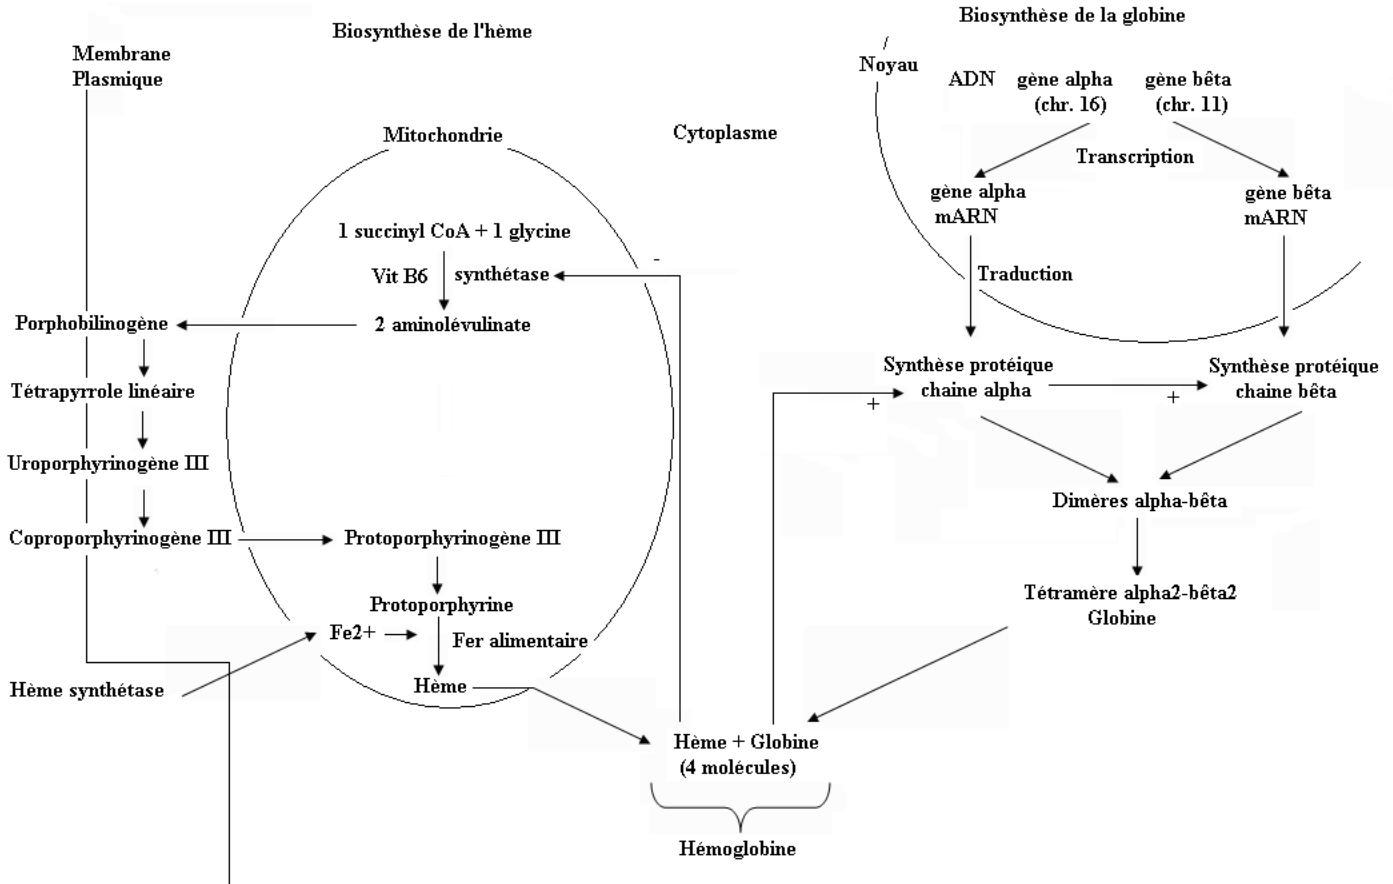 Biosynthèse de l'hème
Biosynthèse de la globine
Membrane
Plasmique
Mitochondrie
Cytoplasme
Noyau
ADN
gène alpha
(chr. 16)
gène bêta
(chr. 11)
Transcription
gène alpha
mARN
gène bêta
mARN
Traduction
1 succinyl CoA + 1 glycine
Vit B6
synthétase
-
2 aminolévulinate
Porphobilinogène
Tétrapyrrole linéaire
Uroporphyrinogène III
Coproporphyrinogène III
Protoporphyrinogène III
Protoporphyrine
Fe2+
Fer alimentaire
Hème synthétase
Hème
Synthèse protéique
chaine alpha
Synthèse protéique
chaine bêta
+
+
Dimères alpha-bêta
Tétramère alpha2-bêta2
Globine
Hème + Globine
(4 molécules)
Hémoglobine